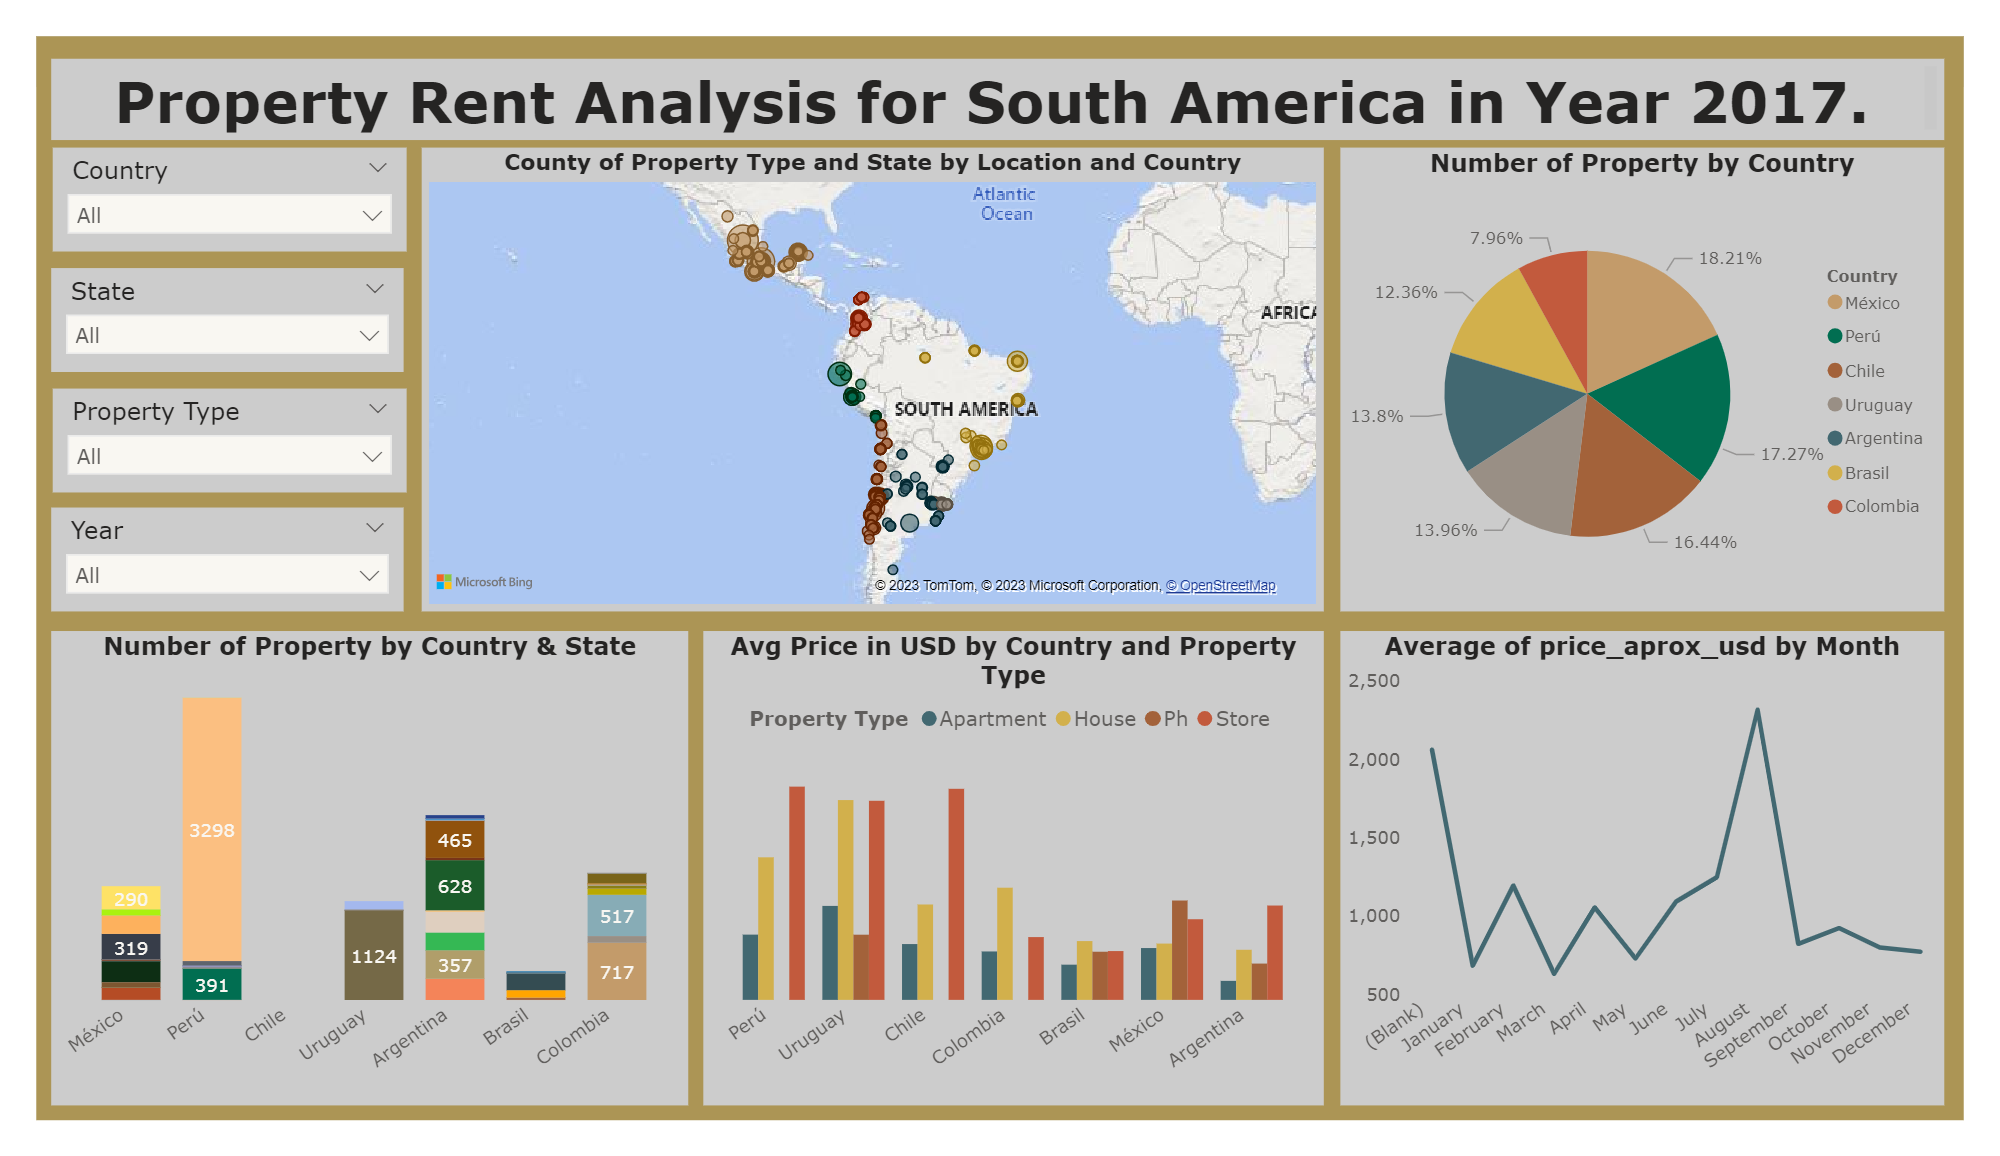 Property Rent Analysis for South America in Year 2017.
Country
All
State
All
Property Type
All
Year
All
County of Property Type and State by Location and Country
Atlantic
Ocean
AFRICA
SOUTH AMERICA
Microsoft Bing
© 2023 TomTom, © 2023 Microsoft Corporation, © OpenStreetMap
Number of Property by Country
7.96%
18.21%
12.36%
13.8%
17.27%
13.96%
16.44%
Country
México
Perú
Chile
Uruguay
Argentina
Brasil
Colombia
Number of Property by Country & State
3298
290
319
391
1124
465
628
357
517
717
México
Perú
Chile
Uruguay
Argentina
Brasil
Colombia
Avg Price in USD by Country and Property
Type
Property Type Apartment House Ph Store
Perú
Uruguay
Chile
Colombia
Brasil
México
Argentina
Average of price_aprox_usd by Month
2,500
2,000
1,500
1,000
500
(Blank)
January
February
March
April
May
June
July
August
September
October
November
December